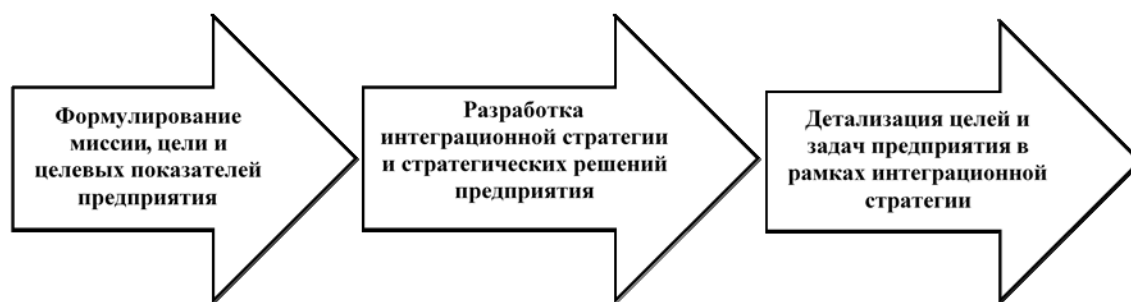 Формулирование
миссии, цели и
целевых показателей
предприятия
Разработка
интеграционной стратегии
и стратегических решений
предприятия
Детализация целей и
задач предприятия в
рамках интеграционной
стратегии